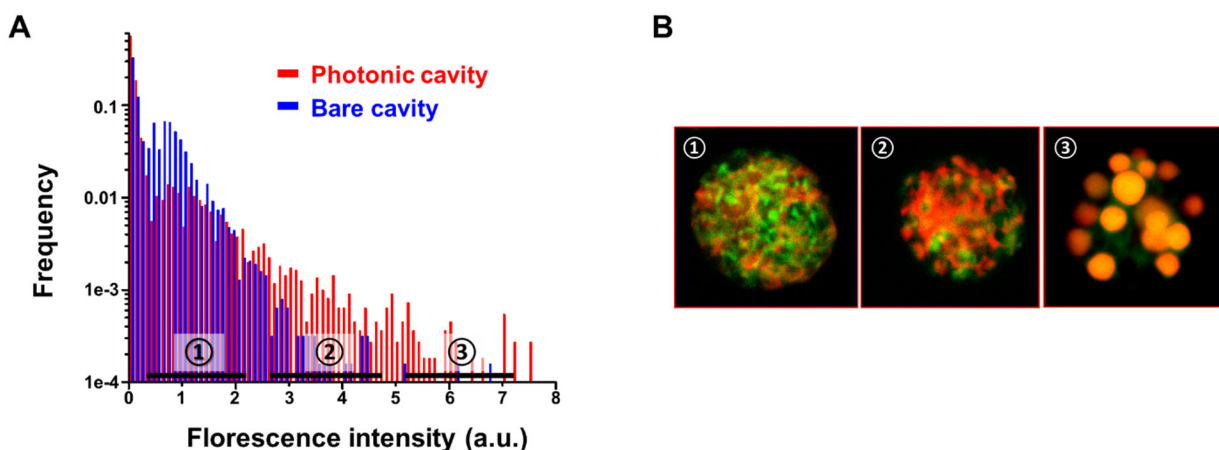 A
Frequency
0.1
0.01
1e-3
1e-4
Photonic cavity
Bare cavity
① ② ③
0 1 2 3 4 5 6 7 8
Florescence intensity (a.u.)
B
① ② ③